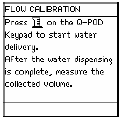 FLOW CALIBRATION
Press on the Q-POD
Keypad to start water
delivery.
After the water dispensing
is complete, measure the
collected volume.